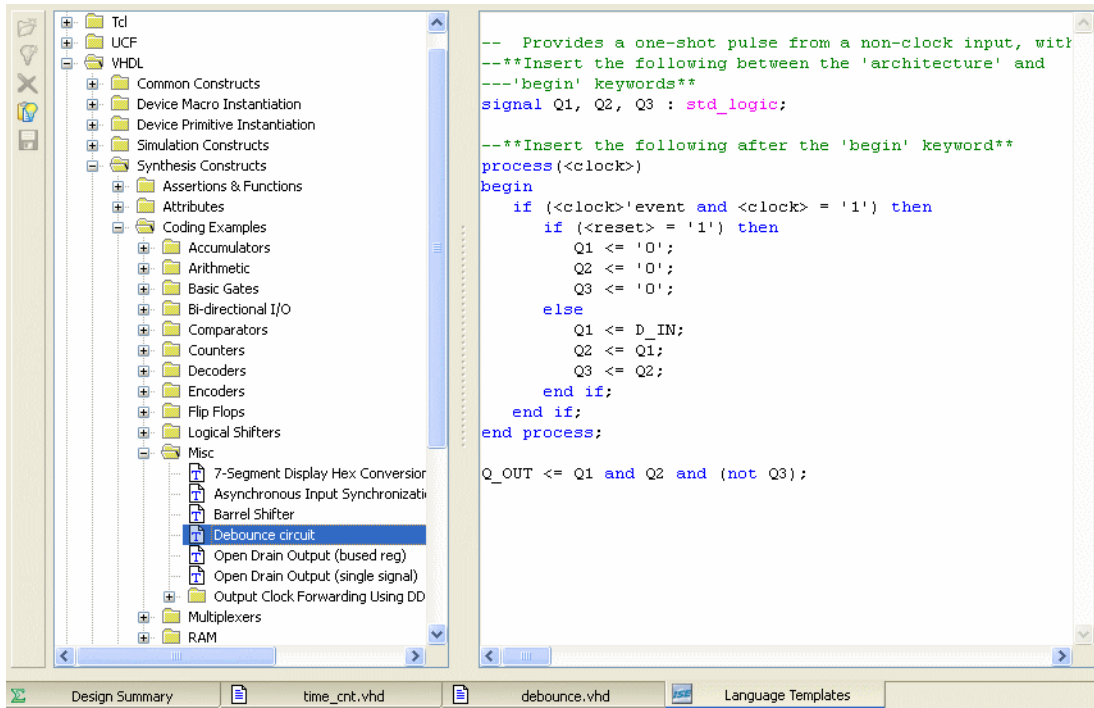 Tcl
UCF
VHDL
Common Constructs
Device Macro Instantiation
Device Primitive Instantiation
Simulation Constructs
Synthesis Constructs
Assertions & Functions
Attributes
Coding Examples
Accumulators
Arithmetic
Basic Gates
Bi-directional I/O
Comparators
Counters
Decoders
Encoders
Flip Flops
Logical Shifters
Misc
7-Segment Display Hex Conversion
Asynchronous Input Synchronizati
Barrel Shifter
Debounce circuit
Open Drain Output (bused reg)
Open Drain Output (single signal)
Output Clock Forwarding Using DD
Multiplexers
RAM
--  Provides a one-shot pulse from a non-clock input, with
--**Insert the following between the 'architecture' and
---'begin' keywords**
signal Q1, Q2, Q3 : std_logic;
--**Insert the following after the 'begin' keyword**
process(<clock>)
begin
   if (<clock>'event and <clock> = '1') then
      if (<reset> = '1') then
         Q1 <= '0';
         Q2 <= '0';
         Q3 <= '0';
      else
         Q1 <= D_IN;
         Q2 <= Q1;
         Q3 <= Q2;
      end if;
   end if;
end process;
Q_OUT <= Q1 and Q2 and (not Q3);
Design Summary
time_cnt.vhd
debounce.vhd
ISE
Language Templates